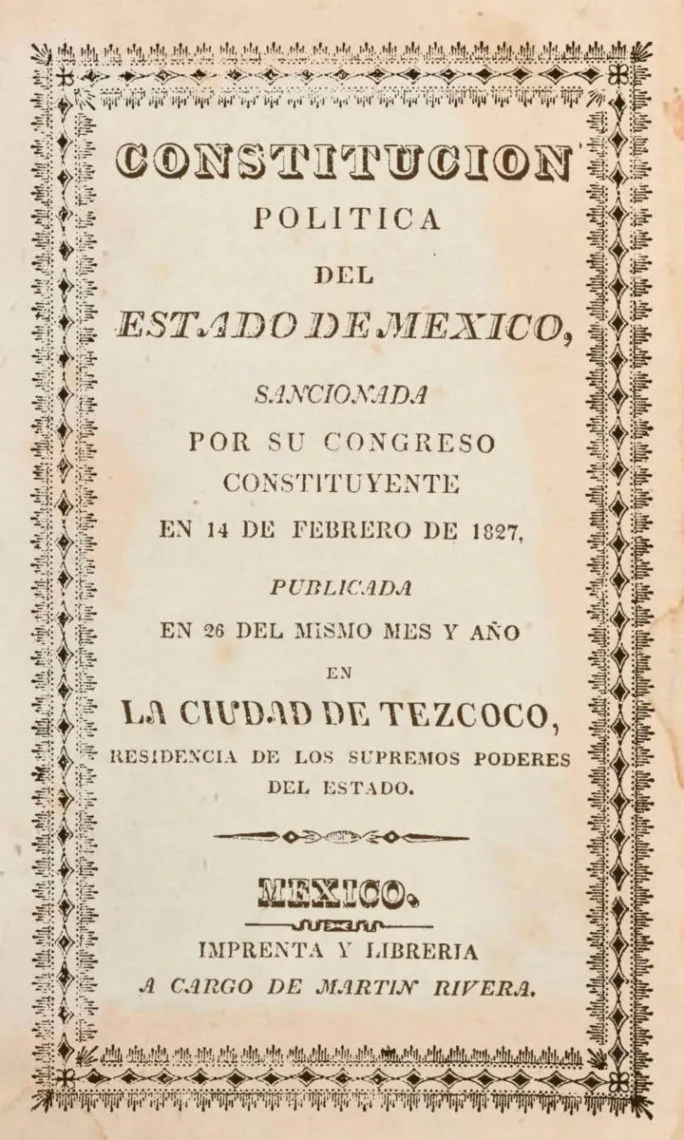 CONSTITUCION
POLITICA
DEL
ESTADO DE MEXICO,
SANCIONADA
POR SU CONGRESO
CONSTITUYENTE
EN 14 DE FEBRERO DE 1827,
PUBLICADA
EN 26 DEL MISMO MES Y AÑO
EN
LA CIUDAD DE TEZCOCO,
RESIDENCIA DE LOS SUPREMOS PODERES
DEL ESTADO.
MEXICO.
IMPRENTA Y LIBRERIA
A CARGO DE MARTIN RIVERA.